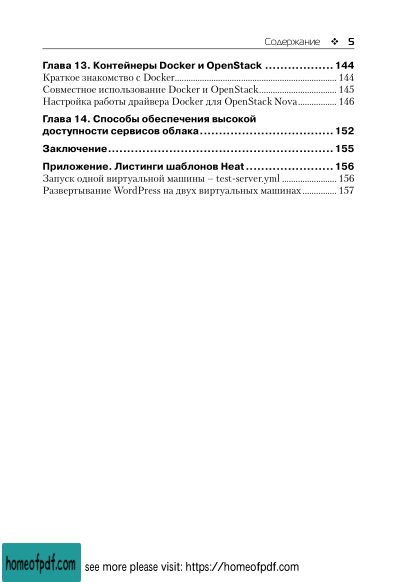 Содержание ❖ 5
Глава 13. Контейнеры Docker и OpenStack .................. 144
Краткое знакомство с Docker..................................................................... 144
Совместное использование Docker и OpenStack................................. 145
Настройка работы драйвера Docker для OpenStack Nova................ 146
Глава 14. Способы обеспечения высокой
доступности сервисов облака................................... 152
Заключение............................................................ 155
Приложение. Листинги шаблонов Heat....................... 156
Запуск одной виртуальной машины – test-server.yml ........................ 156
Развертывание WordPress на двух виртуальных машинах............... 157
homeofpdf.com see more please visit: https://homeofpdf.com